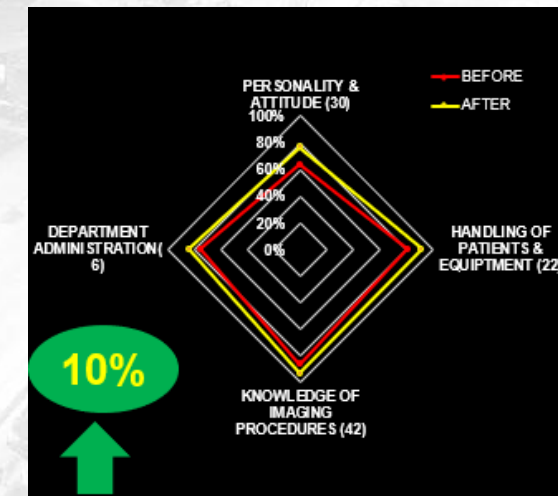 PERSONALITY &
ATTITUDE (30)
BEFORE
AFTER
100%
80%
60%
40%
20%
0%
DEPARTMENT
ADMINISTRATION(
6)
HANDLING OF
PATIENTS &
EQUIPTMENT (22
KNOWLEDGE OF
IMAGING
PROCEDURES (42)
10%